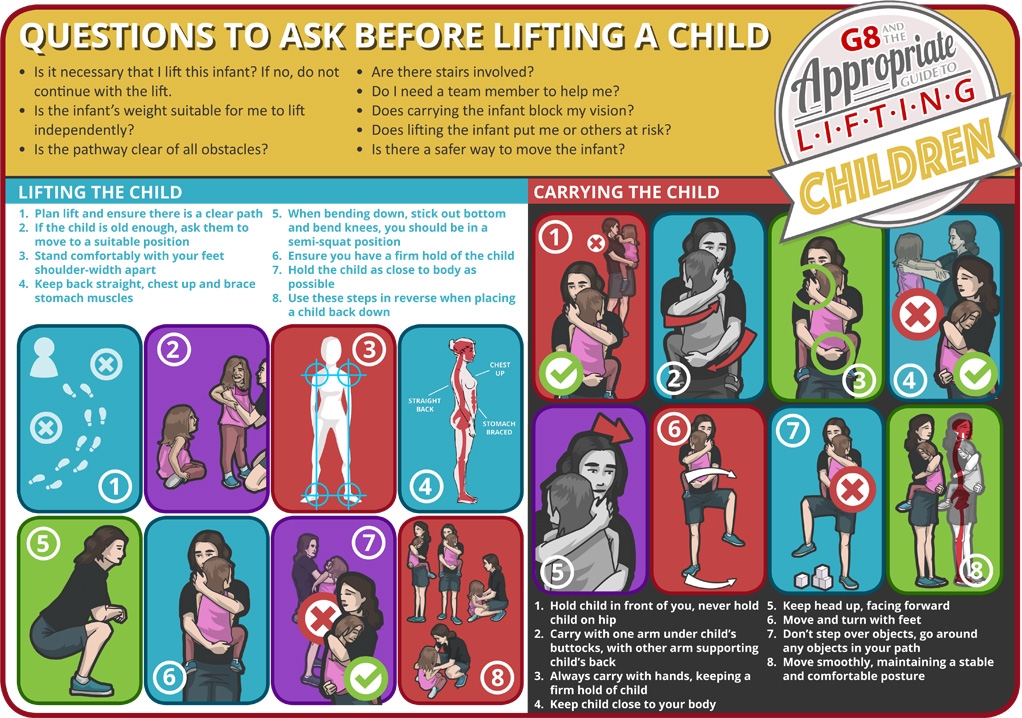 QUESTIONS TO ASK BEFORE LIFTING A CHILD
• Is it necessary that I lift this infant? If no, do not
continue with the lift.
• Is the infant's weight suitable for me to lift
independently?
• Is the pathway clear of all obstacles?
• Are there stairs involved?
• Do I need a team member to help me?
• Does carrying the infant block my vision?
• Does lifting the infant put me or others at risk?
• Is there a safer way to move the infant?
G8 AND THE
Appropriate
GUIDE TO
L·I·F·T·I·N·G
CHILDREN
LIFTING THE CHILD
1. Plan lift and ensure there is a clear path
2. If the child is old enough, ask them to
move to a suitable position
3. Stand comfortably with your feet
shoulder-width apart
4. Keep back straight, chest up and brace
stomach muscles
5. When bending down, stick out bottom
and bend knees, you should be in a
semi-squat position
6. Ensure you have a firm hold of the child
7. Hold the child as close to body as
possible
8. Use these steps in reverse when placing
a child back down
1
2
3
4
CHEST
UP
STRAIGHT
BACK
STOMACH
BRACED
5
6
7
8
CARRYING THE CHILD
1
2
3
4
5
6
7
8
1. Hold child in front of you, never hold
child on hip
2. Carry with one arm under child's
buttocks, with other arm supporting
child's back
3. Always carry with hands, keeping a
firm hold of child
4. Keep child close to your body
5. Keep head up, facing forward
6. Move and turn with feet
7. Don't step over objects, go around
any objects in your path
8. Move smoothly, maintaining a stable
and comfortable posture